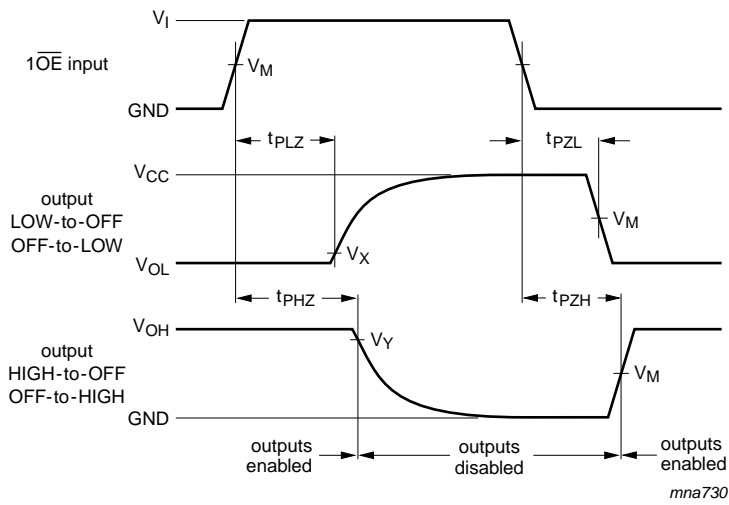 V_I
1O̅E̅ input
V_M
GND
t_PLZ
t_PZL
V_CC
output
LOW-to-OFF
OFF-to-LOW
V_M
V_X
V_OL
t_PHZ
t_PZH
V_OH
V_Y
output
HIGH-to-OFF
OFF-to-HIGH
V_M
GND
outputs
enabled
outputs
disabled
outputs
enabled
mna730